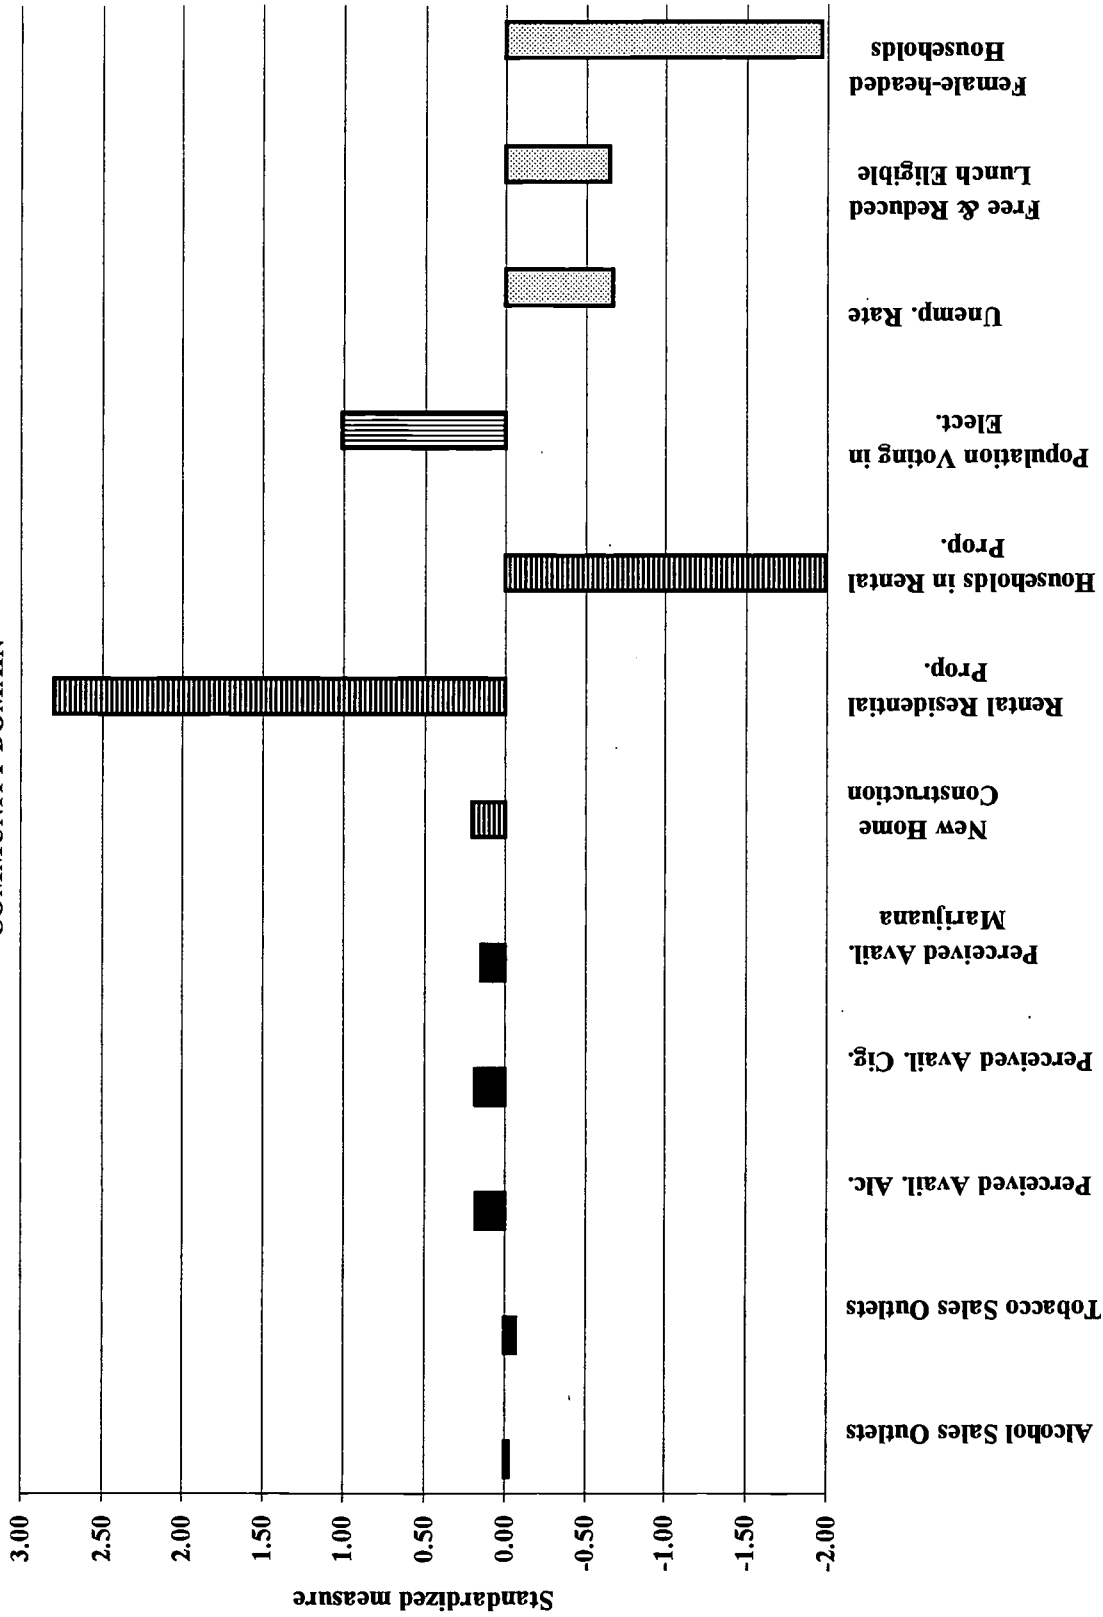 COMMUNITY DOMAIN
3.00
2.50
2.00
1.50
1.00
0.50
0.00
-0.50
-1.00
-1.50
-2.00
Standardized measure
Alcohol Sales Outlets
Tobacco Sales Outlets
Perceived Avail. Alc.
Perceived Avail. Cig.
Perceived Avail.
Marijuana
New Home
Construction
Rental Residential
Prop.
Households in Rental
Prop.
Population Voting in
Elect.
Unemp. Rate
Free & Reduced
Lunch Eligible
Female-headed
Households